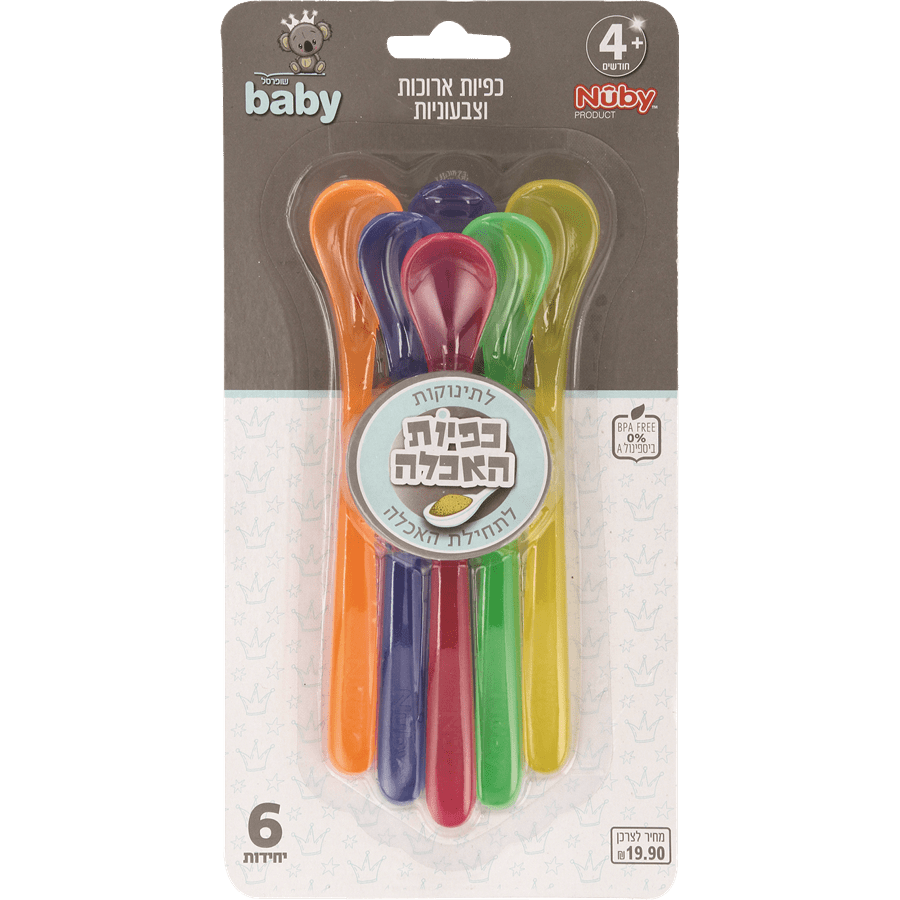 שופרסל
baby
כפיות ארוכות
וצבעוניות
4+
חודשים
Nûby™
PRODUCT
לתינוקות
כפיות
האכלה
לתחילת האכלה
BPA FREE
0%
ביספינול A
6
יחידות
מחיר לצרכן
19.90 ₪